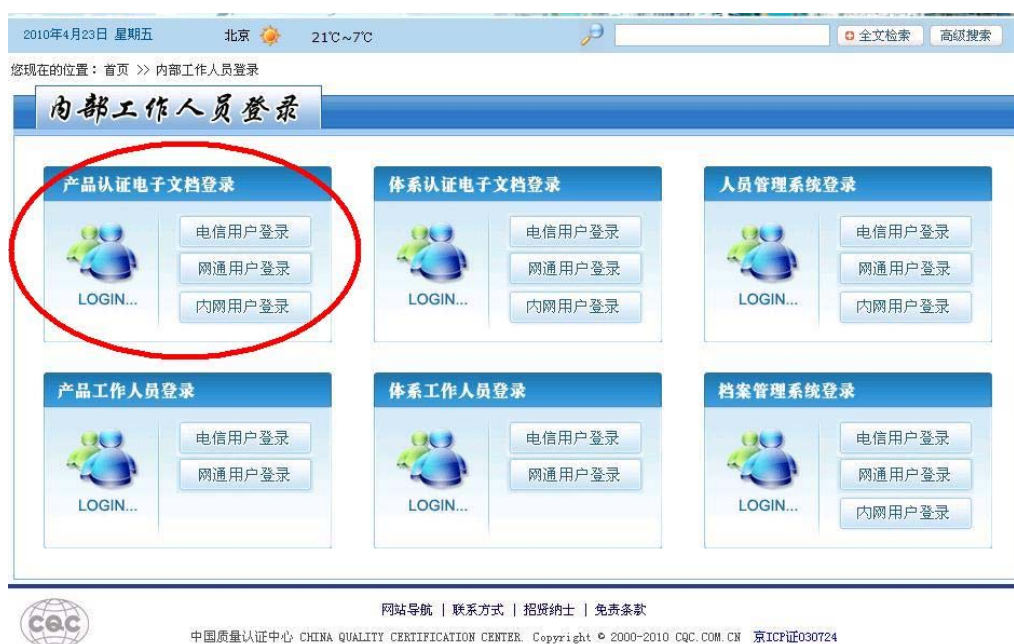 2010年4月23日 星期五 北京 21℃~7℃ 全文检索 高级搜索
您现在的位置：首页 >> 内部工作人员登录
内部工作人员登录
产品认证电子文档登录
电信用户登录
网通用户登录
LOGIN...
内网用户登录
体系认证电子文档登录
电信用户登录
网通用户登录
LOGIN...
内网用户登录
人员管理系统登录
电信用户登录
网通用户登录
LOGIN...
内网用户登录
产品工作人员登录
电信用户登录
网通用户登录
LOGIN...
体系工作人员登录
电信用户登录
网通用户登录
LOGIN...
档案管理系统登录
电信用户登录
网通用户登录
LOGIN...
内网用户登录
网站导航 | 联系方式 | 招贤纳士 | 免责条款
CQC
中国质量认证中心 CHINA QUALITY CERTIFICATION CENTER. Copyright © 2000-2010 CQC.COM.CN 京ICP证030724